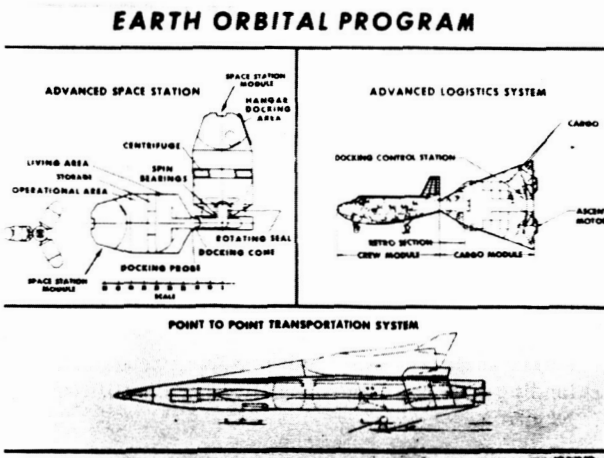 EARTH ORBITAL PROGRAM
ADVANCED SPACE STATION
SPACE STATION
MODULE
HANGAR
DOCKING
AREA
CENTRIFUGE
LIVING AREA
SPIN
BEARINGS
STORAGE
OPERATIONAL AREA
ROTATING SEAL
DOCKING CONE
DOCKING PROBE
SPACE STATION
MODULE
SCALE
ADVANCED LOGISTICS SYSTEM
CARGO
DOCKING CONTROL STATION
ASCENT
MOTOR
RETRO SECTION
CREW MODULE
CARGO MODULE
POINT TO POINT TRANSPORTATION SYSTEM